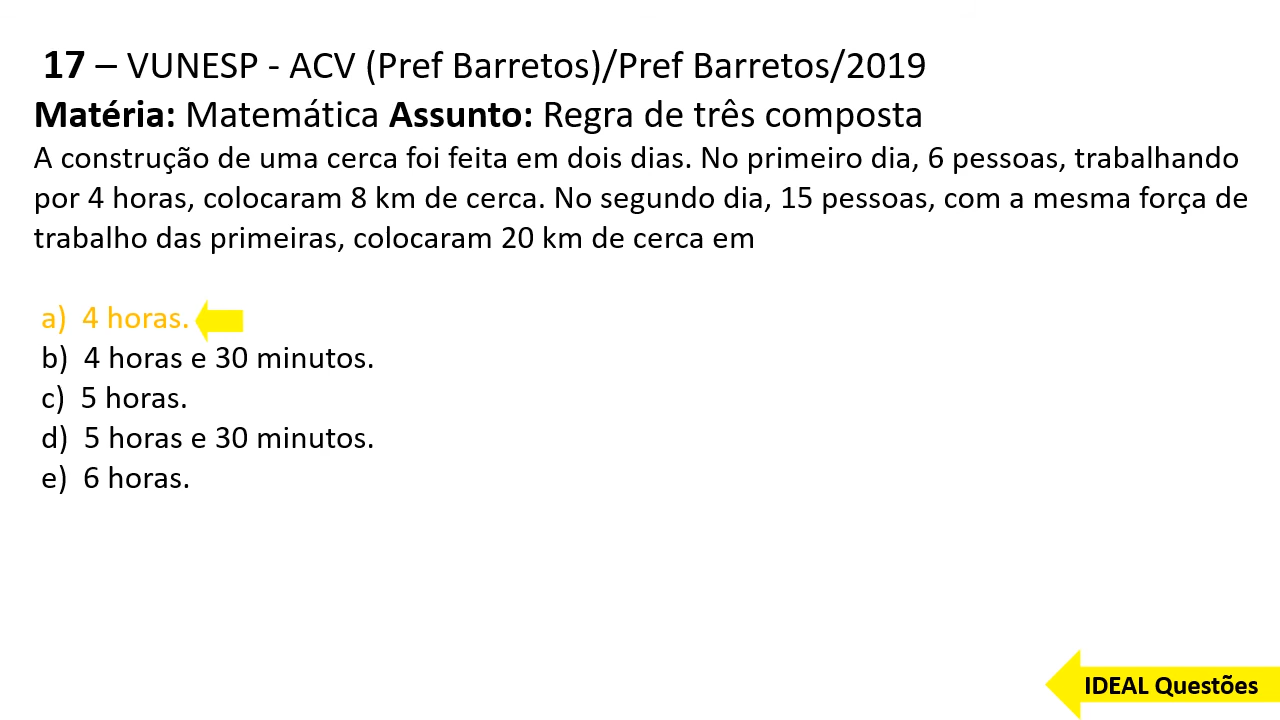 17 – VUNESP - ACV (Pref Barretos)/Pref Barretos/2019
Matéria: Matemática Assunto: Regra de três composta
A construção de uma cerca foi feita em dois dias. No primeiro dia, 6 pessoas, trabalhando
por 4 horas, colocaram 8 km de cerca. No segundo dia, 15 pessoas, com a mesma força de
trabalho das primeiras, colocaram 20 km de cerca em
a) 4 horas.
b) 4 horas e 30 minutos.
c) 5 horas.
d) 5 horas e 30 minutos.
e) 6 horas.
IDEAL Questões